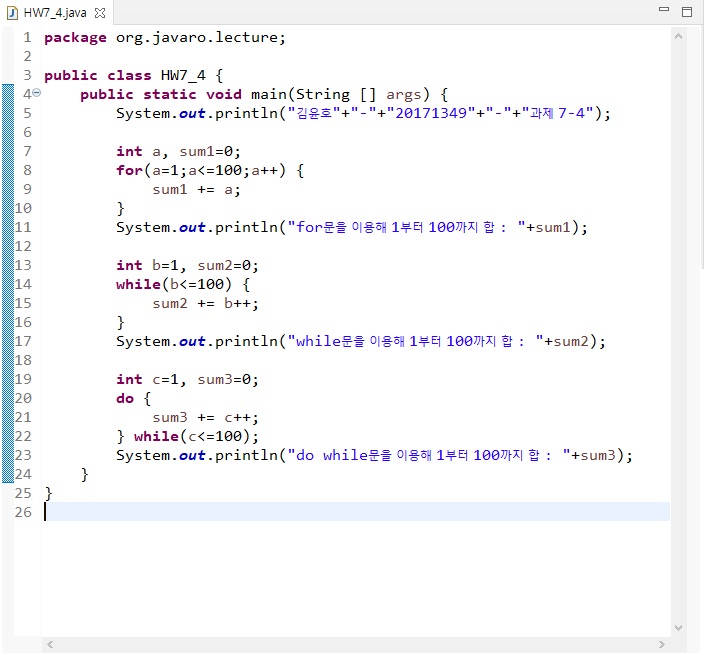 HW7_4.java
1 package org.javaro.lecture;
2
3 public class HW7_4 {
4     public static void main(String [] args) {
5         System.out.println("김윤호"+"-"+"20171349"+"-"+"과제 7-4");
6
7         int a, sum1=0;
8         for(a=1;a<=100;a++) {
9             sum1 += a;
10         }
11         System.out.println("for문을 이용해 1부터 100까지 합 : "+sum1);
12
13         int b=1, sum2=0;
14         while(b<=100) {
15             sum2 += b++;
16         }
17         System.out.println("while문을 이용해 1부터 100까지 합 : "+sum2);
18
19         int c=1, sum3=0;
20         do {
21             sum3 += c++;
22         } while(c<=100);
23         System.out.println("do while문을 이용해 1부터 100까지 합 : "+sum3);
24     }
25 }
26